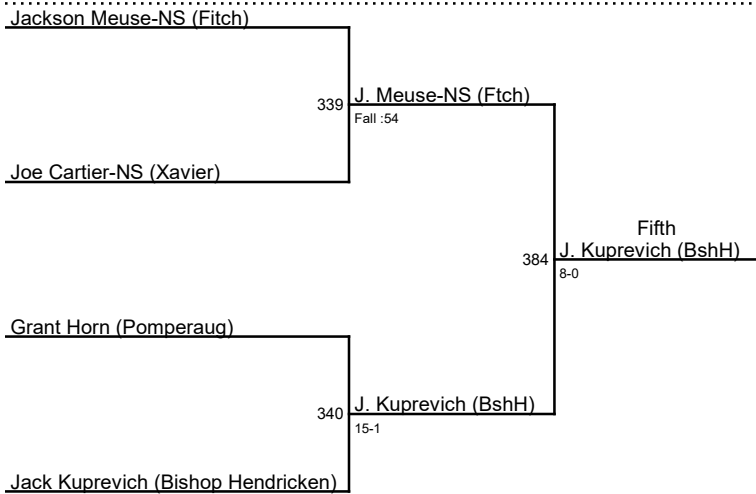 Jackson Meuse-NS (Fitch)
339 J. Meuse-NS (Ftch)
Fall :54
Joe Cartier-NS (Xavier)
Fifth
384 J. Kuprevich (BshH)
8-0
Grant Horn (Pomperaug)
340 J. Kuprevich (BshH)
15-1
Jack Kuprevich (Bishop Hendricken)